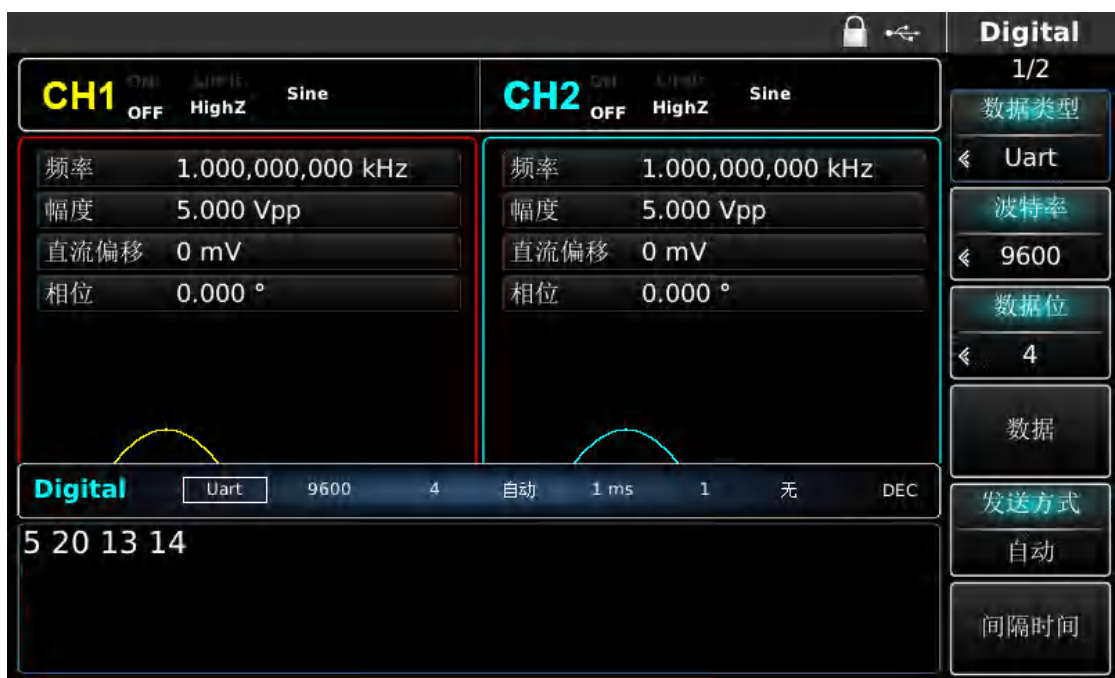 Digital
1/2
CH1 ON OFF Limit HighZ Sine
CH2 ON OFF Limit HighZ Sine
频率 1.000,000,000 kHz
幅度 5.000 Vpp
直流偏移 0 mV
相位 0.000 °
频率 1.000,000,000 kHz
幅度 5.000 Vpp
直流偏移 0 mV
相位 0.000 °
Digital Uart 9600 4 自动 1 ms 1 无 DEC
5 20 13 14
数据类型
Uart
波特率
9600
数据位
4
数据
发送方式
自动
间隔时间